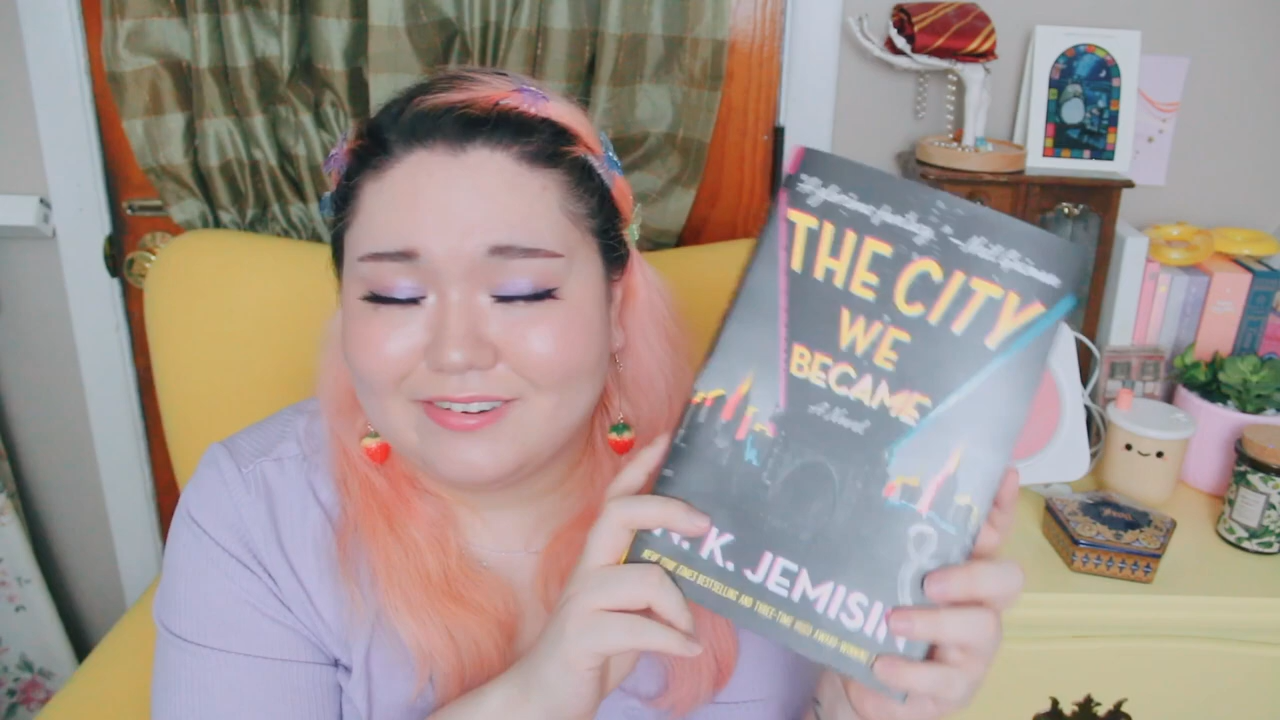 THE CITY
WE
BECAME
A Novel
N. K. JEMISIN
NEW YORK TIMES BESTSELLING AND THREE-TIME HUGO AWARD-WINNING